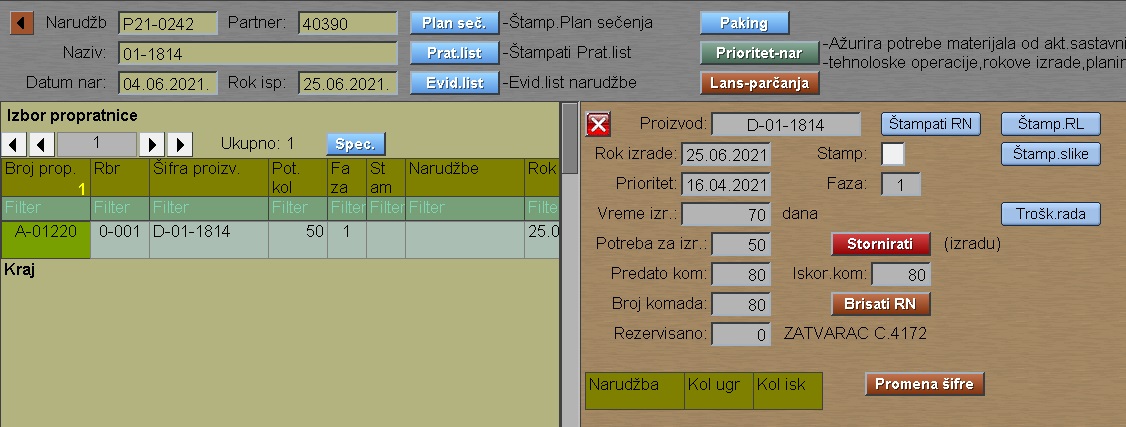 Narudžb P21-0242 Partner: 40390 Plan seč. -Štamp.Plan sečenja Paking
Naziv: 01-1814 Prat.list -Štampati Prat.list Prioritet-nar -Ažurira potrebe materijala od akt.sastavni
-tehnoloske operacije,rokove izrade,planin
Datum nar: 04.06.2021. Rok isp: 25.06.2021. Evid.list -Evid.list narudžbe Lans-parčanja
Izbor propratnice
1 Ukupno: 1 Spec.
Broj prop. 1 Rbr Šifra proizv. Pot. kol Fa za St am Narudžbe Rok
Filter Filter Filter Filter Filter Filter Filter Filte
A-01220 0-001 D-01-1814 50 1 25.0
Kraj
Proizvod: D-01-1814 Štampati RN Štamp.RL
Rok izrade: 25.06.2021 Stamp: Štamp.slike
Prioritet: 16.04.2021 Faza: 1
Vreme izr.: 70 dana Trošk.rada
Potreba za izr.: 50 Stornirati (izradu)
Predato kom: 80 Iskor.kom: 80
Broj komada: 80 Brisati RN
Rezervisano: 0 ZATVARAC C.4172
Narudžba Kol ugr Kol isk Promena šifre